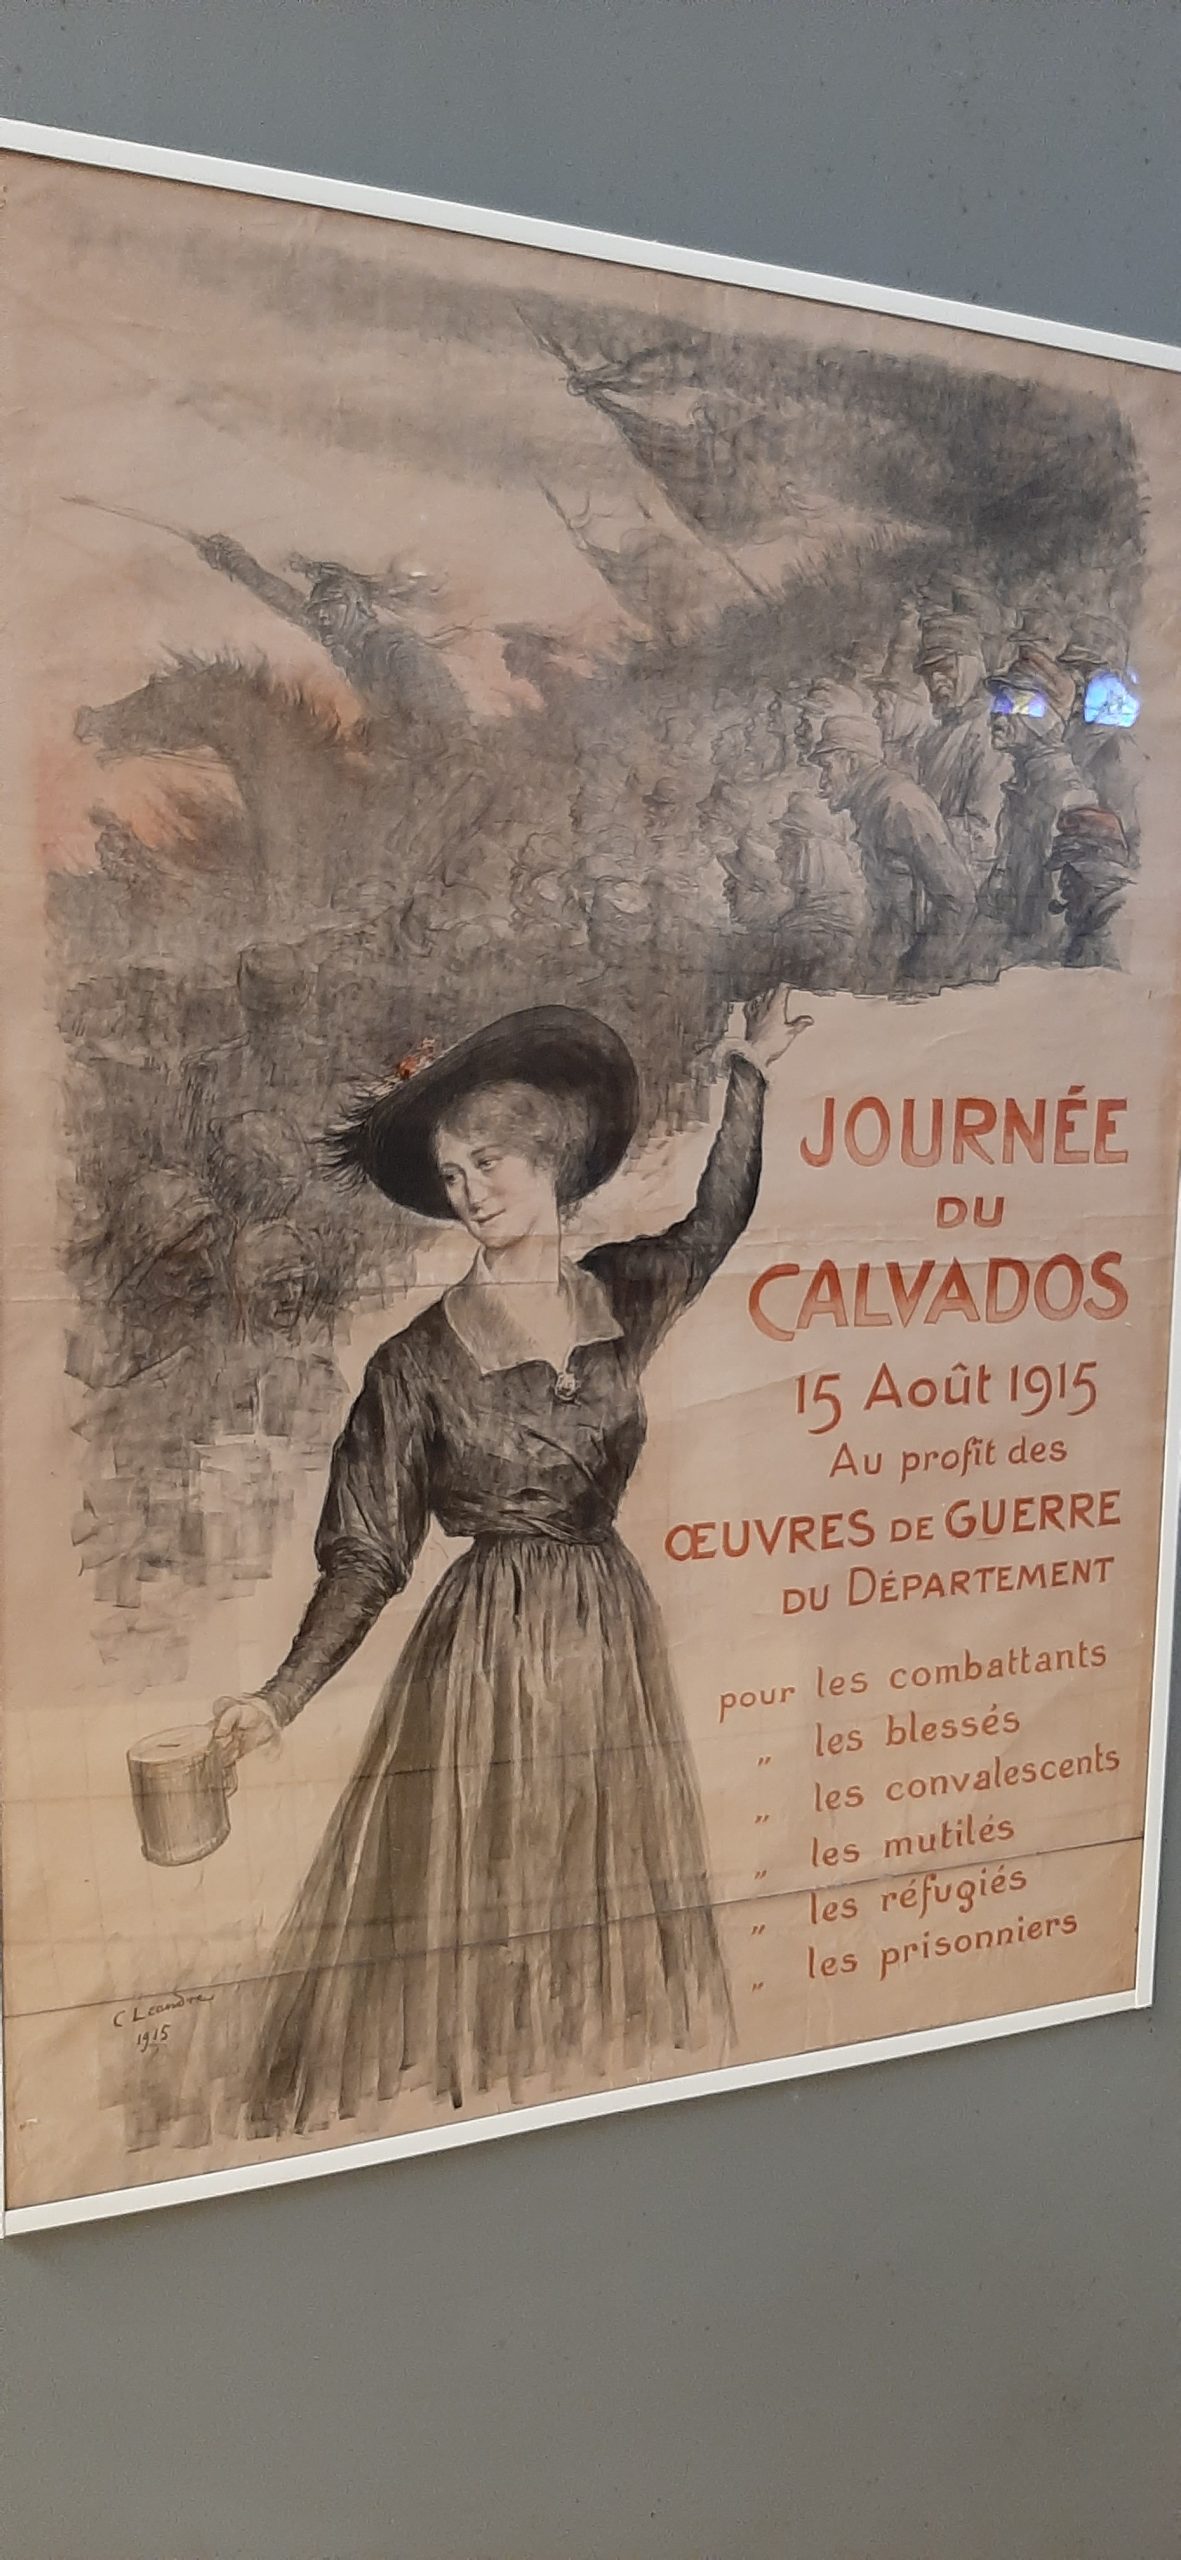 JOURNÉE
DU
CALVADOS
15 Août 1915
Au profit des
ŒUVRES DE GUERRE
DU DÉPARTEMENT
pour les combattants
„ les blessés
„ les convalescents
„ les mutilés
„ les réfugiés
„ les prisonniers
C Léandre
1915